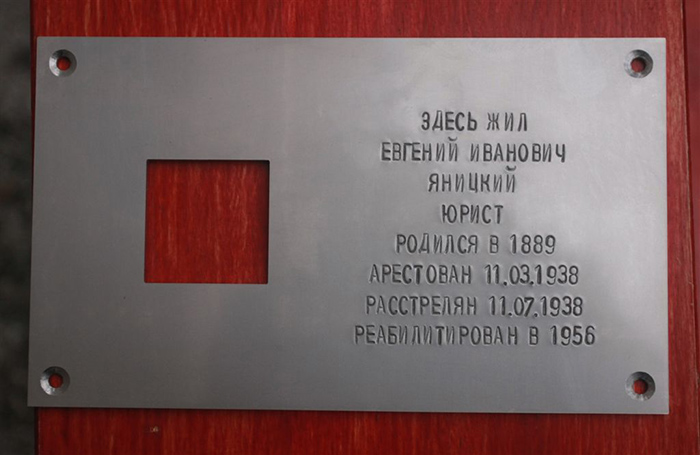 ЗДЕСЬ ЖИЛ
ЕВГЕНИЙ ИВАНОВИЧ
ЯНИЦКИЙ
ЮРИСТ
РОДИЛСЯ В 1889
АРЕСТОВАН 11.03.1938
РАССТРЕЛЯН 11.07.1938
РЕАБИЛИТИРОВАН В 1956